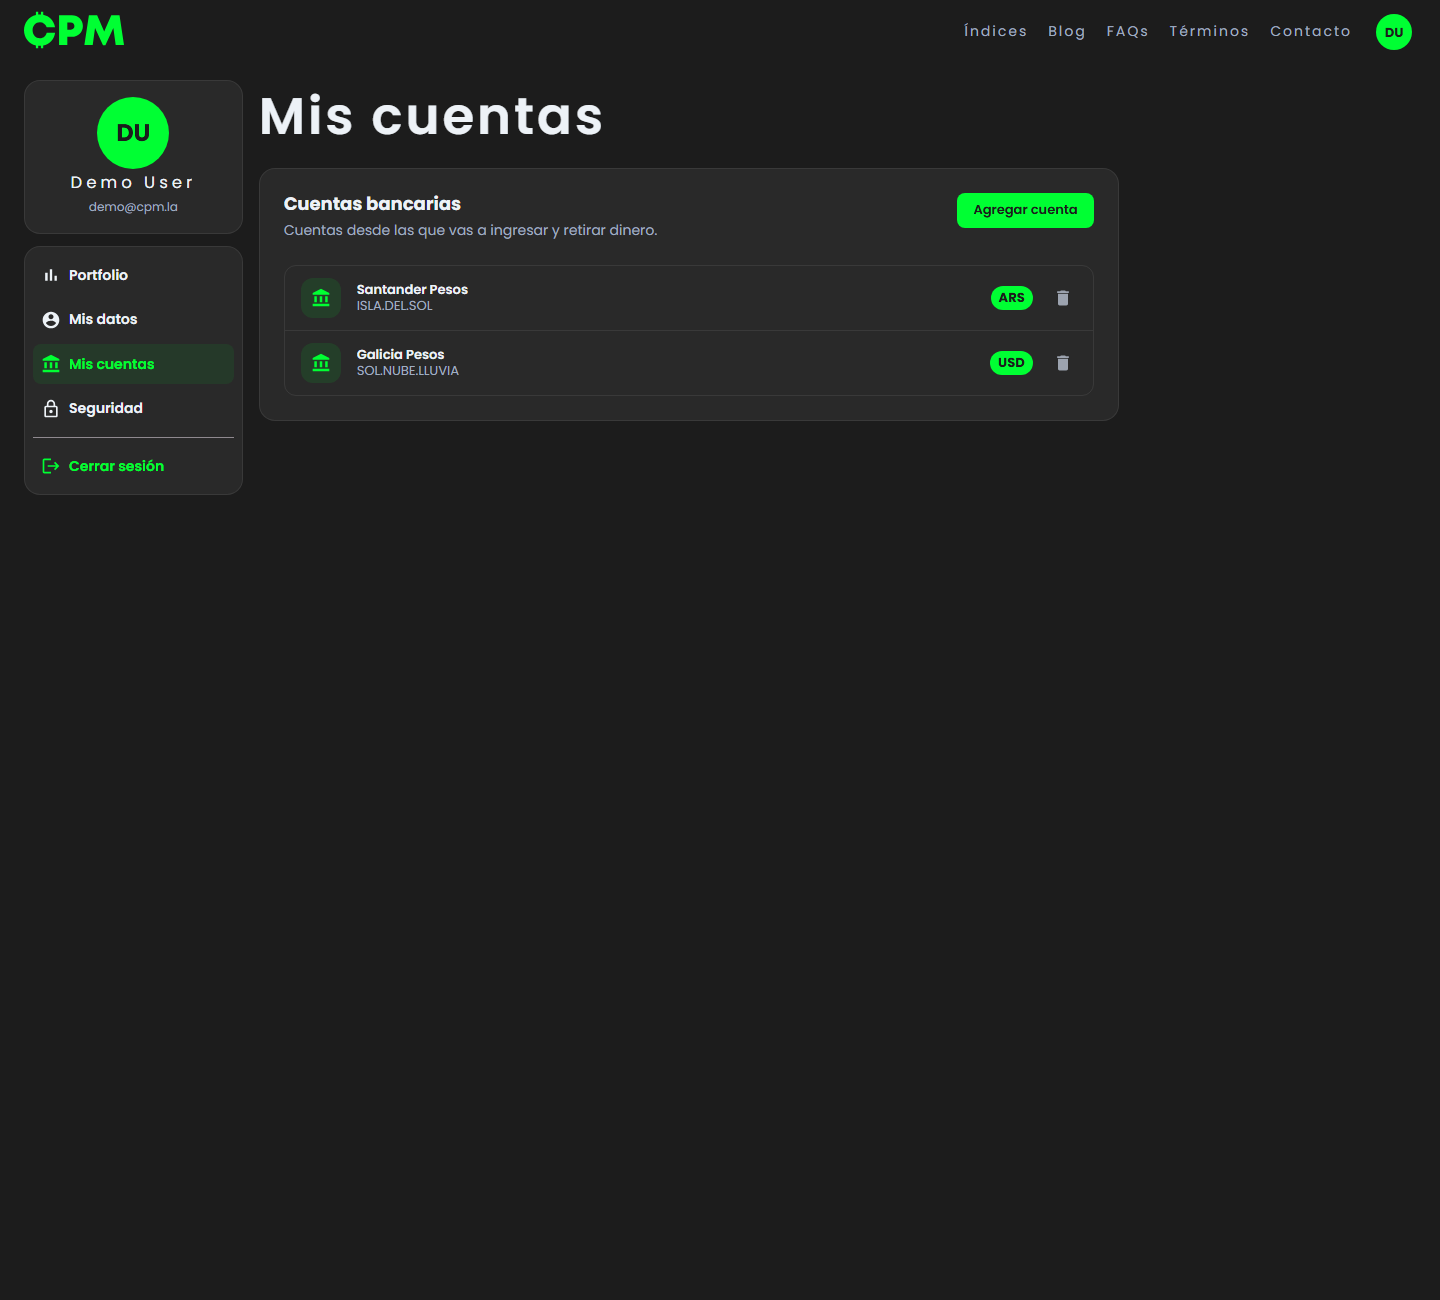 CPM
Índices Blog FAQs Términos Contacto DU
DU
Demo User
demo@cpm.la
Portfolio
Mis datos
Mis cuentas
Seguridad
Cerrar sesión
Mis cuentas
Cuentas bancarias
Cuentas desde las que vas a ingresar y retirar dinero.
Agregar cuenta
Santander Pesos
ISLA.DEL.SOL
ARS
Galicia Pesos
SOL.NUBE.LLUVIA
USD